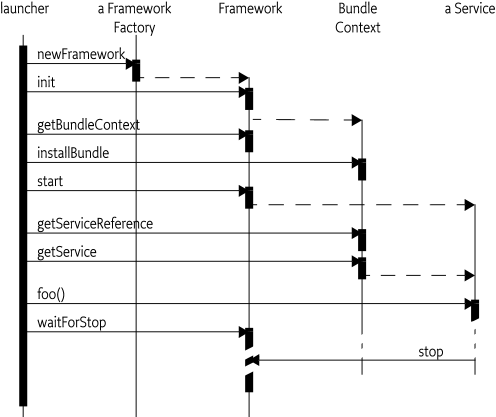 launcher
a Framework
Factory
Framework
Bundle
Context
a Service
newFramework
init
getBundleContext
installBundle
start
getServiceReference
getService
foo()
waitForStop
stop